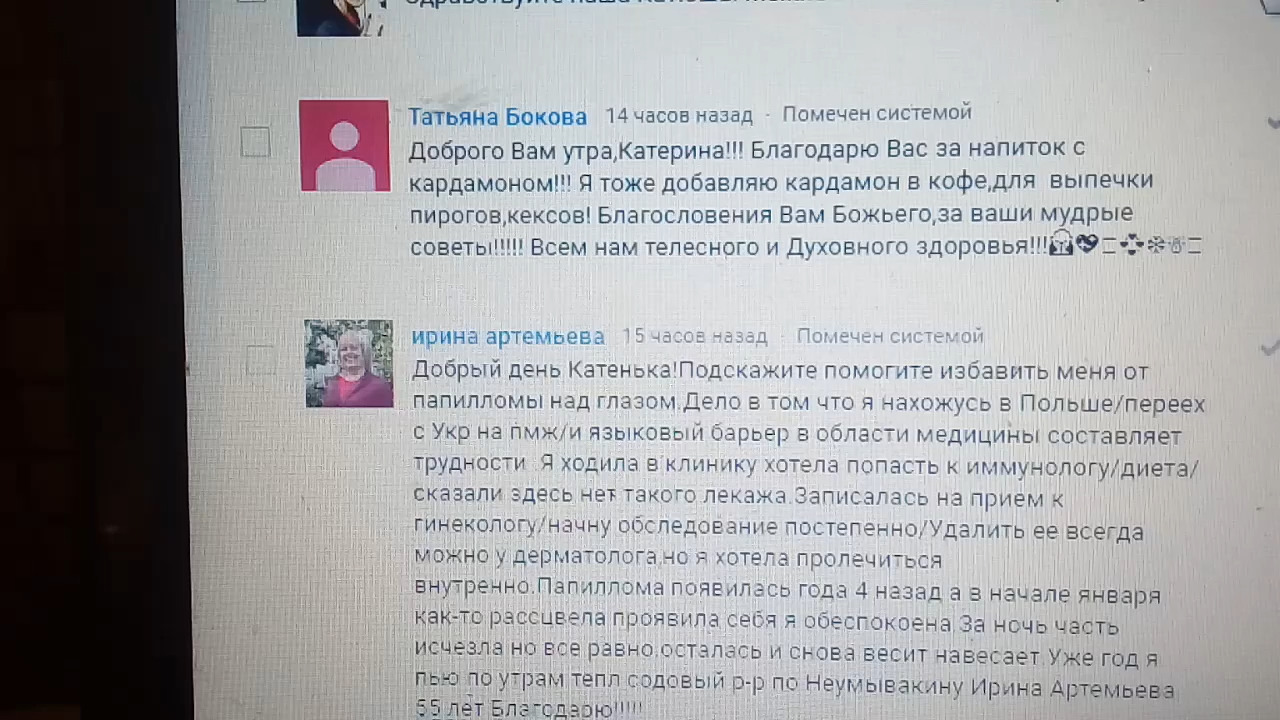 Татьяна Бокова 14 часов назад · Помечен системой
Доброго Вам утра,Катерина!!! Благодарю Вас за напиток с
кардамоном!!! Я тоже добавляю кардамон в кофе,для выпечки
пирогов,кексов! Благословения Вам Божьего,за ваши мудрые
советы!!!!! Всем нам телесного и Духовного здоровья!!!
ирина артемьева 15 часов назад · Помечен системой
Добрый день Катенька!Подскажите помогите избавить меня от
папилломы над глазом.Дело в том что я нахожусь в Польше/переех
с Укр на пмж/и языковый барьер в области медицины составляет
трудности .Я ходила в клинику хотела попасть к иммунологу/диета/
сказали здесь нет такого лекажа.Записалась на прием к
гинекологу/начну обследование постепенно/Удалить ее всегда
можно у дерматолога,но я хотела пролечиться
внутренно.Папиллома появилась года 4 назад а в начале января
как-то рассцвела проявила себя я обеспокоена.За ночь часть
исчезла но все равно.осталась и снова весит навесает.Уже год я
пью по утрам тепл содовый р-р по Неумывакину Ирина Артемьева
55 лет Благодарю!!!!!